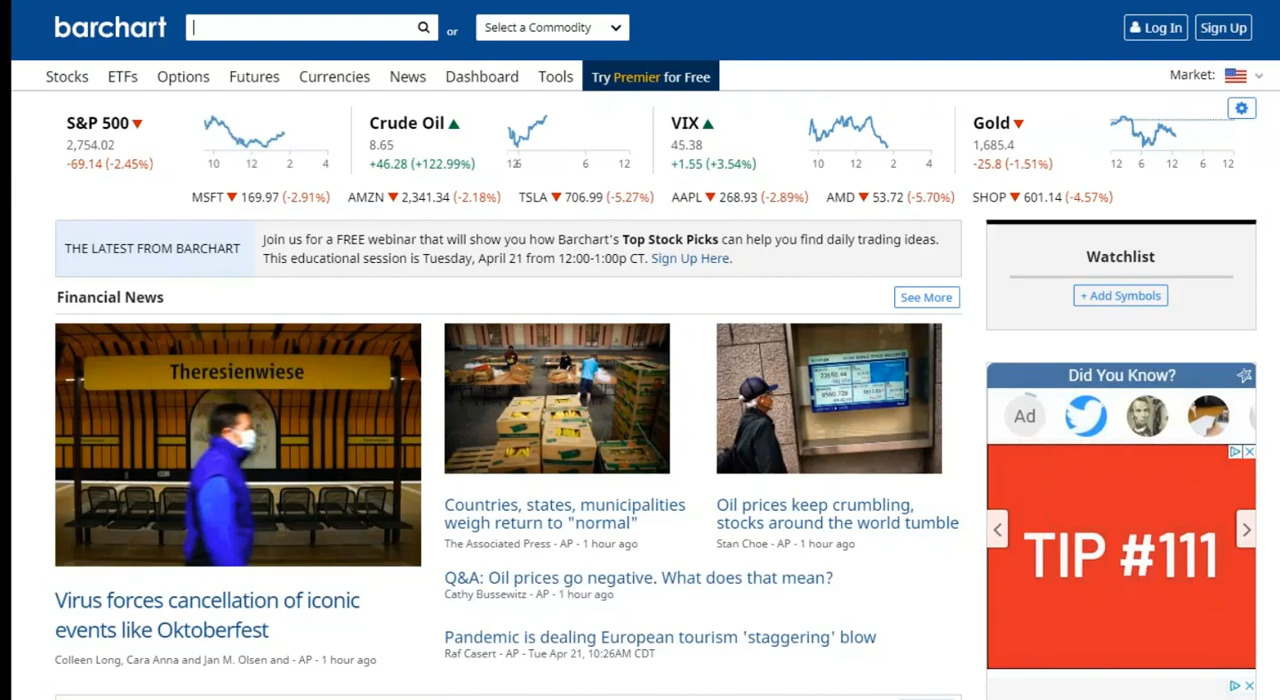 barchart
or
Select a Commodity
Log In
Sign Up
Stocks ETFs Options Futures Currencies News Dashboard Tools Try Premier for Free
Market:
S&P 500
2,754.02
-69.14 (-2.45%)
10 12 2 4
Crude Oil
8.65
+46.28 (+122.99%)
6 12
VIX
45.38
+1.55 (+3.54%)
10 12 2 4
Gold
1,685.4
-25.8 (-1.51%)
12 6 12 6 12
MSFT 169.97 (-2.91%) AMZN 2,341.34 (-2.18%) TSLA 706.99 (-5.27%) AAPL 268.93 (-2.89%) AMD 53.72 (-5.70%) SHOP 601.14 (-4.57%)
THE LATEST FROM BARCHART
Join us for a FREE webinar that will show you how Barchart's Top Stock Picks can help you find daily trading ideas.
This educational session is Tuesday, April 21 from 12:00-1:00p CT. Sign Up Here.
Watchlist
+ Add Symbols
Financial News
See More
Theresienwiese
Virus forces cancellation of iconic
events like Oktoberfest
Colleen Long, Cara Anna and Jan M. Olsen and - AP - 1 hour ago
Countries, states, municipalities
weigh return to "normal"
The Associated Press - AP - 1 hour ago
Oil prices keep crumbling,
stocks around the world tumble
Stan Choe - AP - 1 hour ago
Q&A: Oil prices go negative. What does that mean?
Cathy Bussewitz - AP - 1 hour ago
Pandemic is dealing European tourism 'staggering' blow
Raf Casert - AP - Tue Apr 21, 10:26AM CDT
Did You Know?
Ad
TIP #111